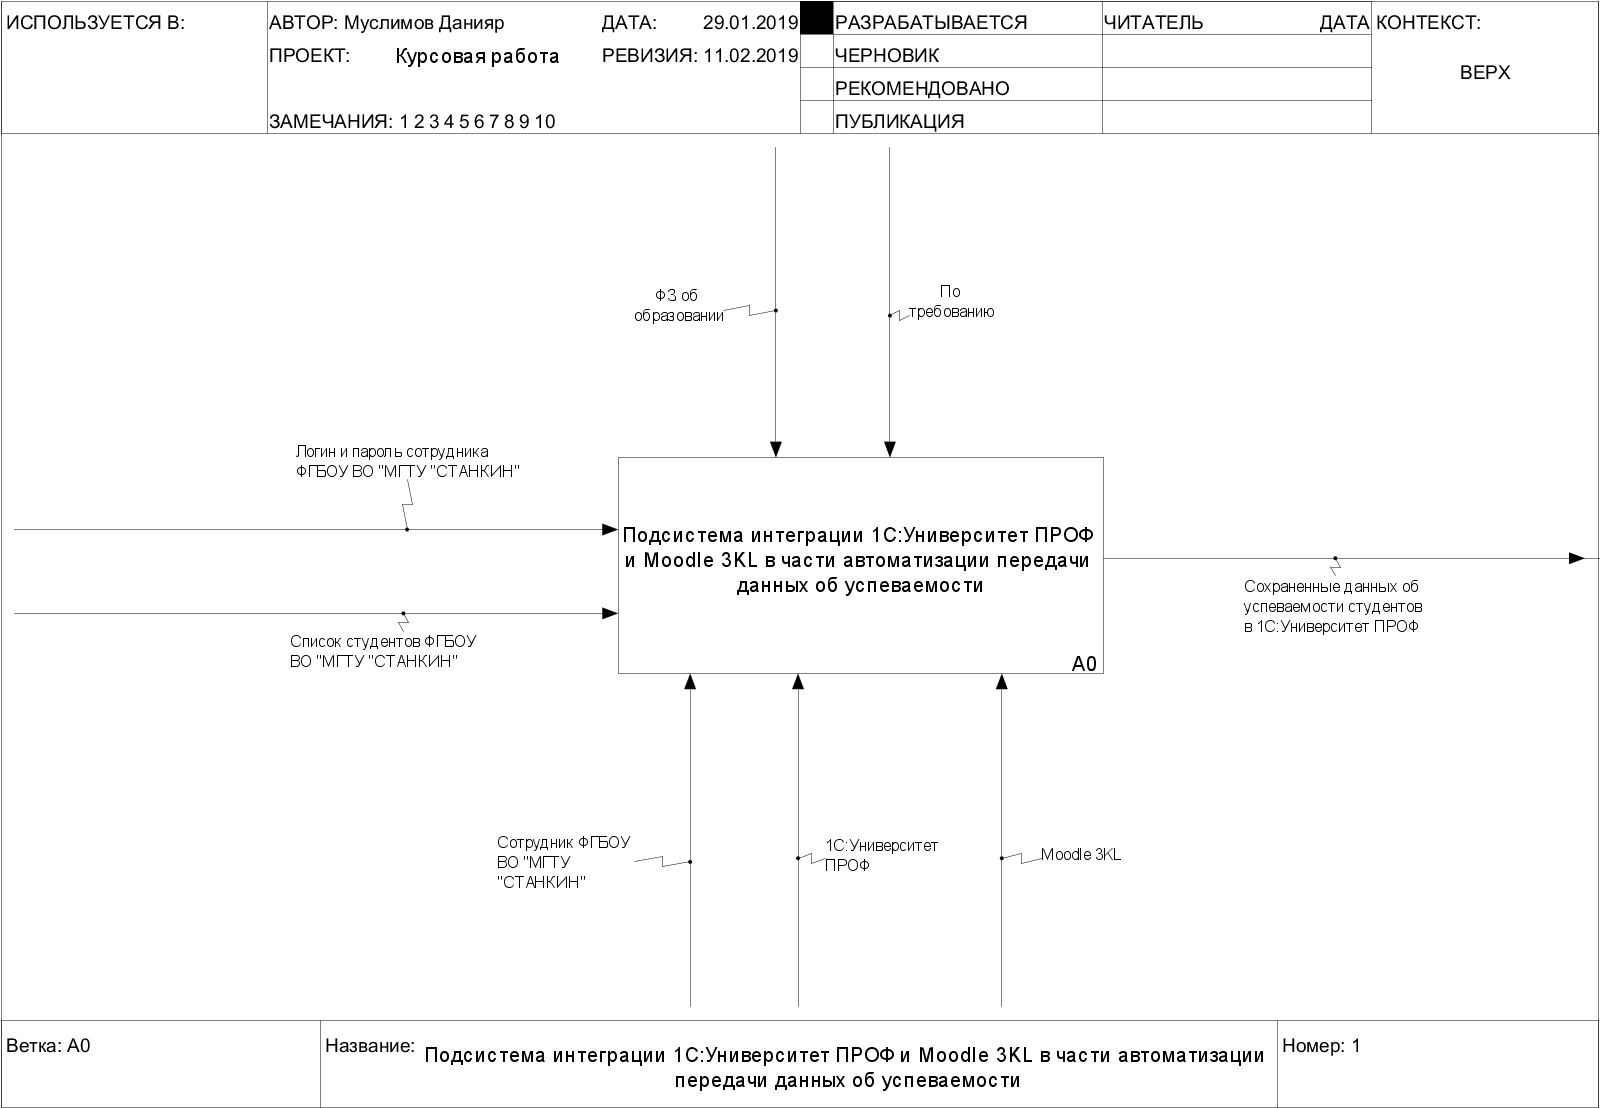 ИСПОЛЬЗУЕТСЯ В:
АВТОР: Муслимов Данияр
ДАТА: 29.01.2019
ПРОЕКТ: Курсовая работа
РЕВИЗИЯ: 11.02.2019
ЗАМЕЧАНИЯ: 1 2 3 4 5 6 7 8 9 10
РАЗРАБАТЫВАЕТСЯ
ЧЕРНОВИК
РЕКОМЕНДОВАНО
ПУБЛИКАЦИЯ
ЧИТАТЕЛЬ
ДАТА
КОНТЕКСТ:
ВЕРХ
ФЗ об
образовании
По
требованию
Логин и пароль сотрудника
ФГБОУ ВО "МГТУ "СТАНКИН"
Подсистема интеграции 1С:Университет ПРОФ
и Moodle 3KL в части автоматизации передачи
данных об успеваемости
A0
Сохраненные данных об
успеваемости студентов
в 1С:Университет ПРОФ
Список студентов ФГБОУ
ВО "МГТУ "СТАНКИН"
Сотрудник ФГБОУ
ВО "МГТУ
"СТАНКИН"
1С:Университет
ПРОФ
Moodle 3KL
Ветка: A0
Название:
Подсистема интеграции 1С:Университет ПРОФ и Moodle 3KL в части автоматизации
передачи данных об успеваемости
Номер: 1